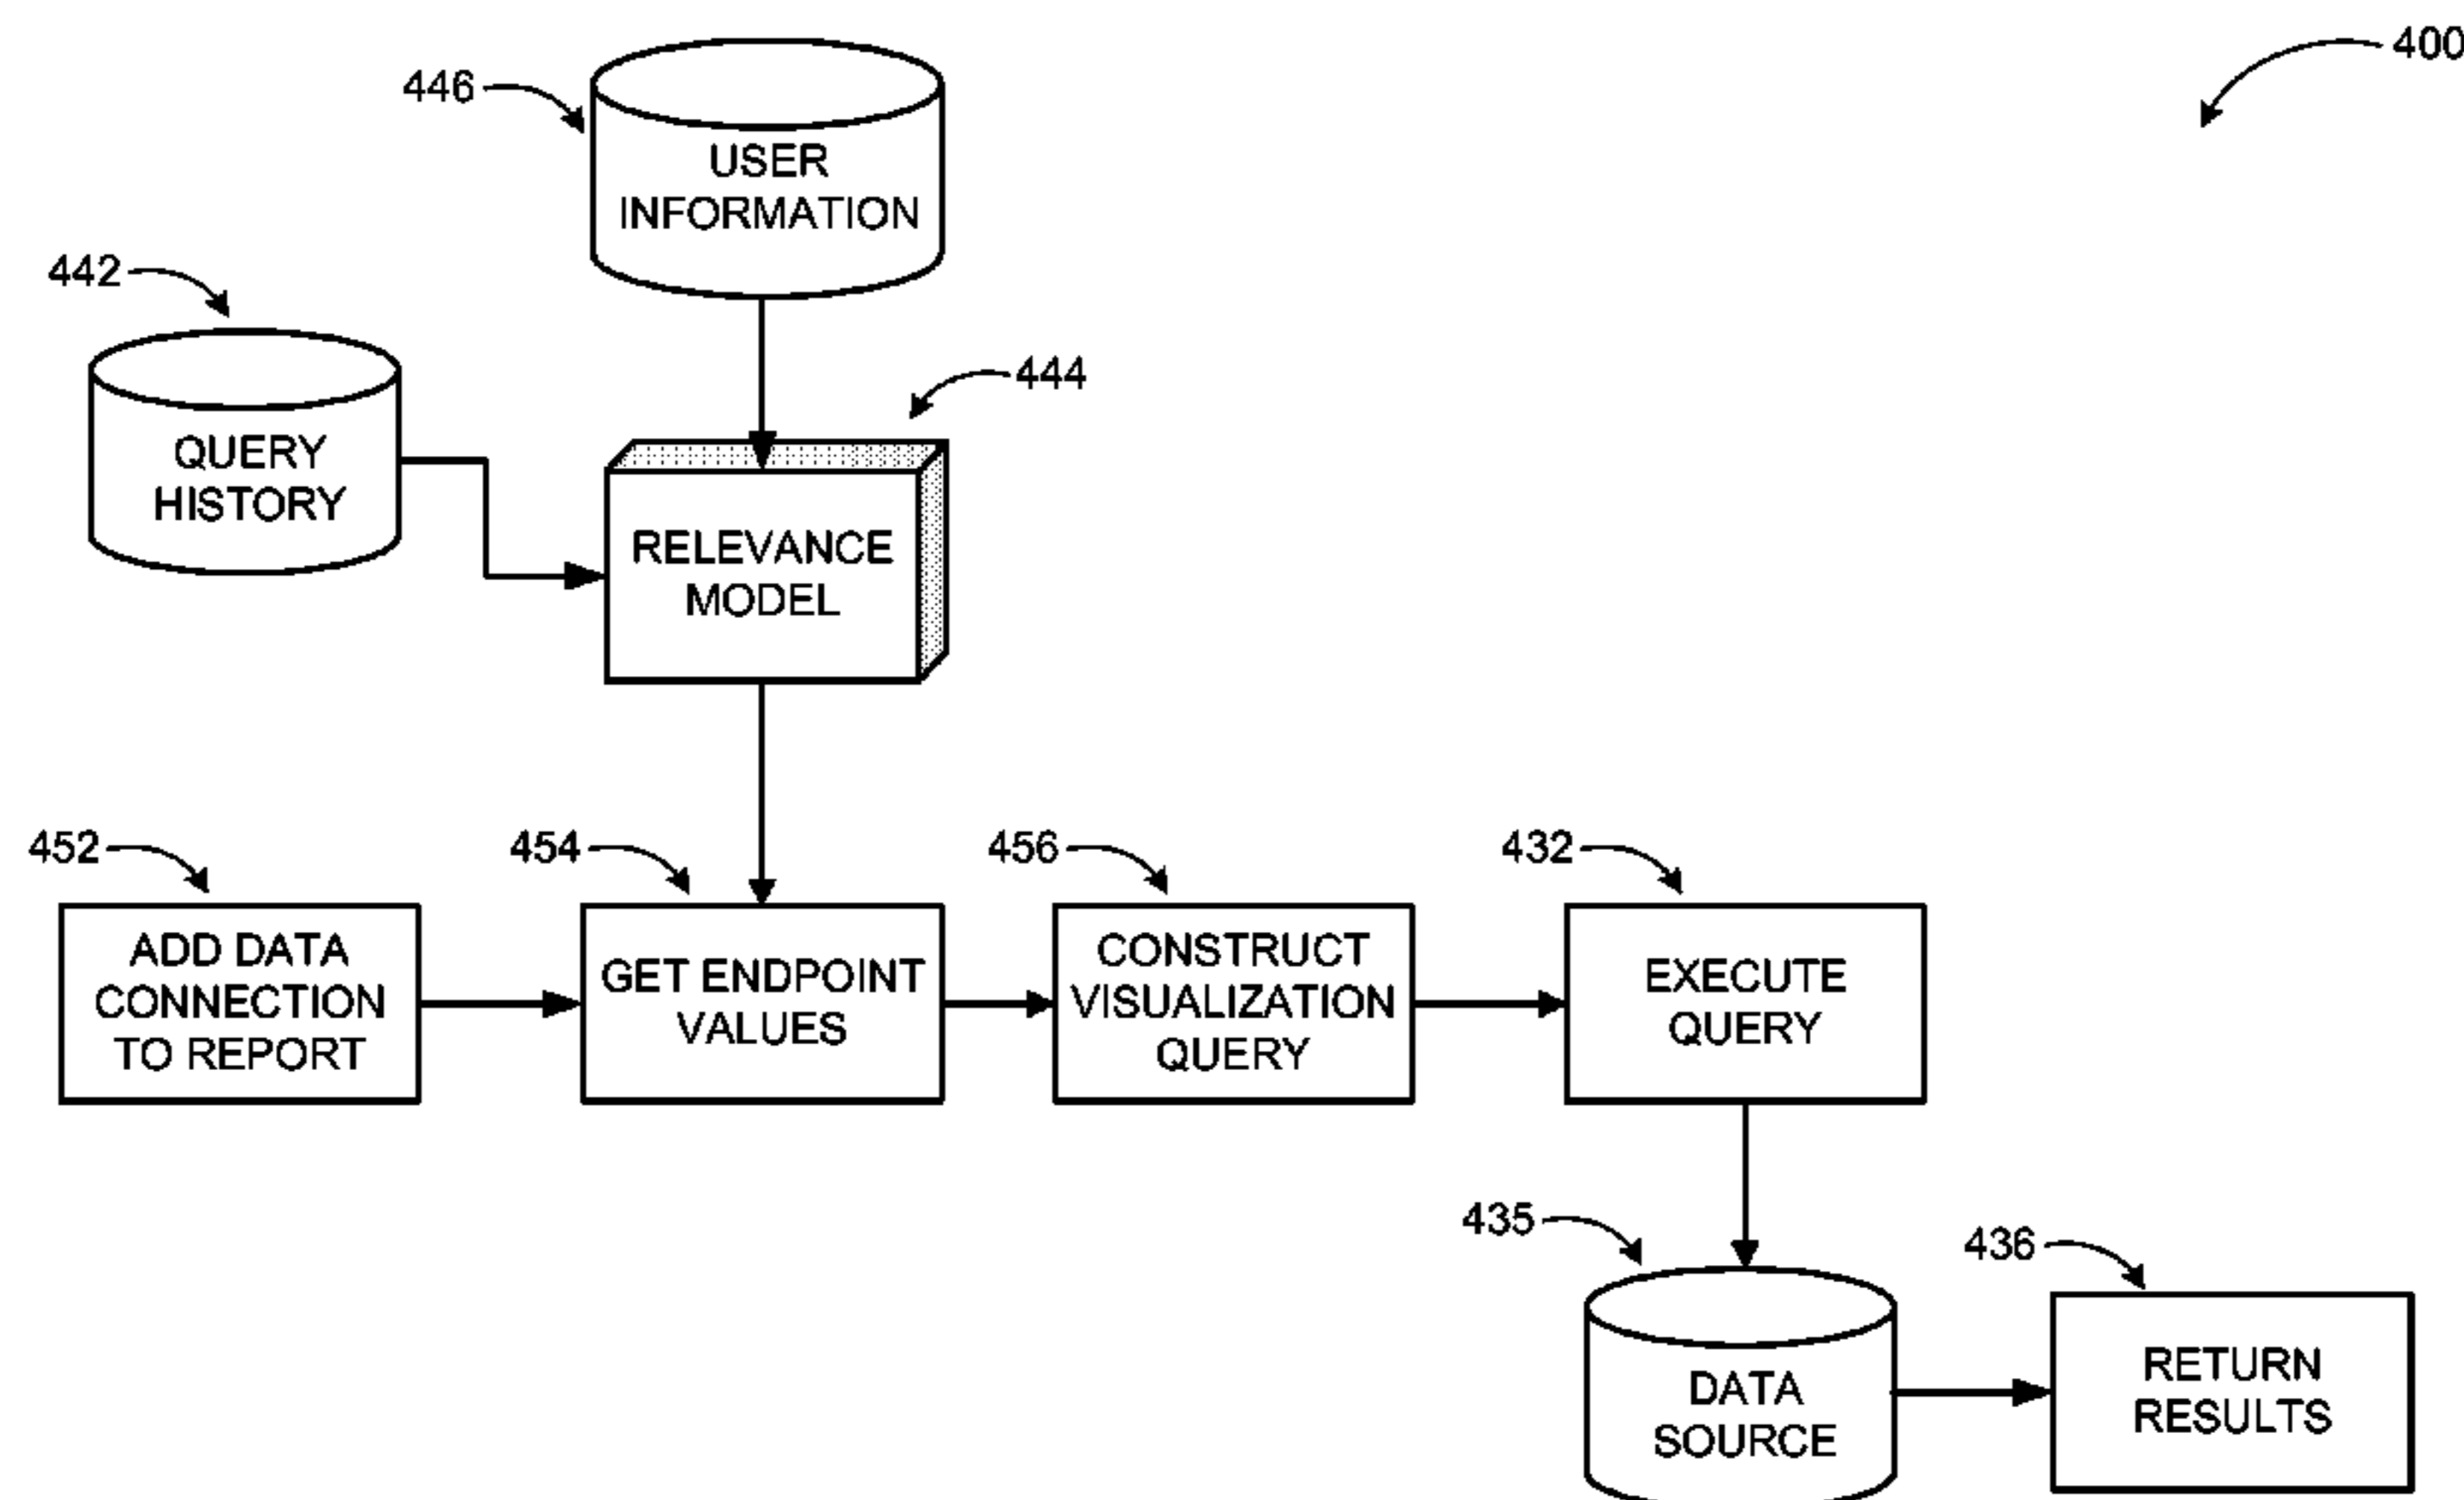 400
446
USER
INFORMATION
442
QUERY
HISTORY
444
RELEVANCE
MODEL
452
ADD DATA
CONNECTION
TO REPORT
454
GET ENDPOINT
VALUES
456
CONSTRUCT
VISUALIZATION
QUERY
432
EXECUTE
QUERY
435
DATA
SOURCE
436
RETURN
RESULTS